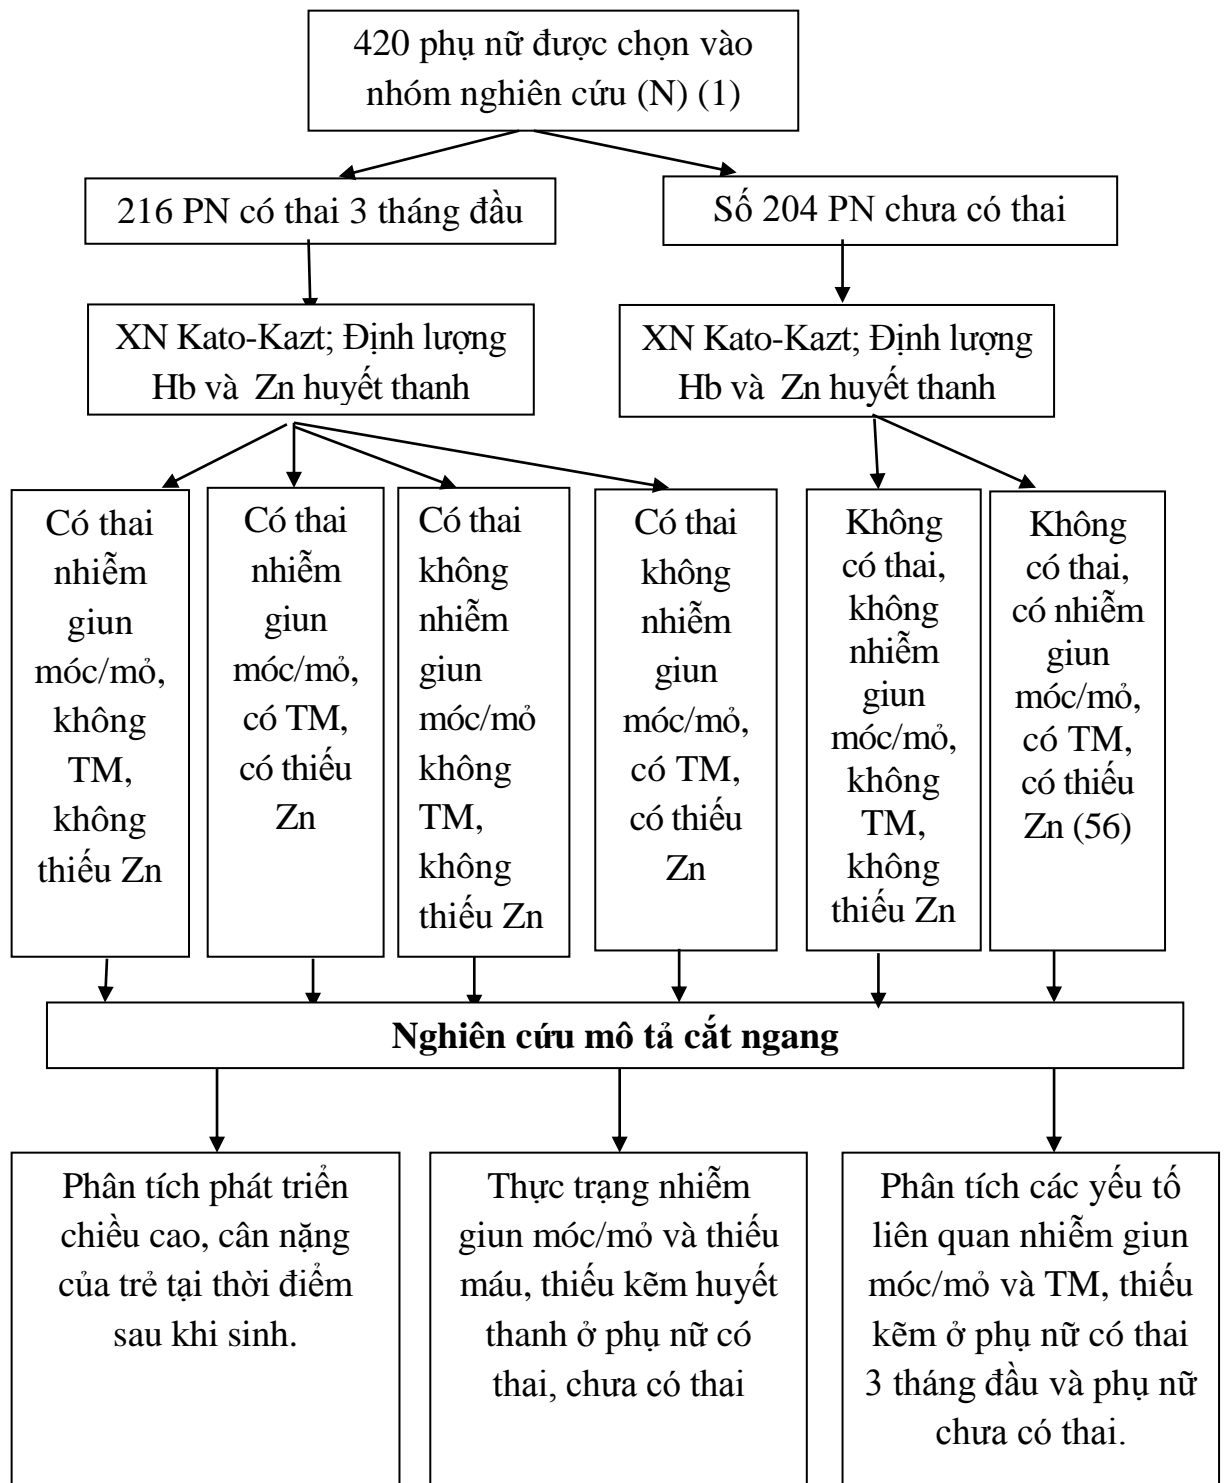 420 phụ nữ được chọn vào
nhóm nghiên cứu (N) (1)
216 PN có thai 3 tháng đầu
Số 204 PN chưa có thai
XN Kato-Kazt; Định lượng
Hb và Zn huyết thanh
XN Kato-Kazt; Định lượng
Hb và Zn huyết thanh
Có thai
nhiễm
giun
móc/mỏ,
không
TM,
không
thiếu Zn
Có thai
nhiễm
giun
móc/mỏ,
có TM,
có thiếu
Zn
Có thai
không
nhiễm
giun
móc/mỏ
không
TM,
không
thiếu Zn
Có thai
không
nhiễm
giun
móc/mỏ,
có TM,
có thiếu
Zn
Không
có thai,
không
nhiễm
giun
móc/mỏ,
không
TM,
không
thiếu Zn
Không
có thai,
có nhiễm
giun
móc/mỏ,
có TM,
có thiếu
Zn (56)
Nghiên cứu mô tả cắt ngang
Phân tích phát triển
chiều cao, cân nặng
của trẻ tại thời điểm
sau khi sinh.
Thực trạng nhiễm
giun móc/mỏ và thiếu
máu, thiếu kẽm huyết
thanh ở phụ nữ có
thai, chưa có thai
Phân tích các yếu tố
liên quan nhiễm giun
móc/mỏ và TM, thiếu
kẽm ở phụ nữ có thai
3 tháng đầu và phụ nữ
chưa có thai.